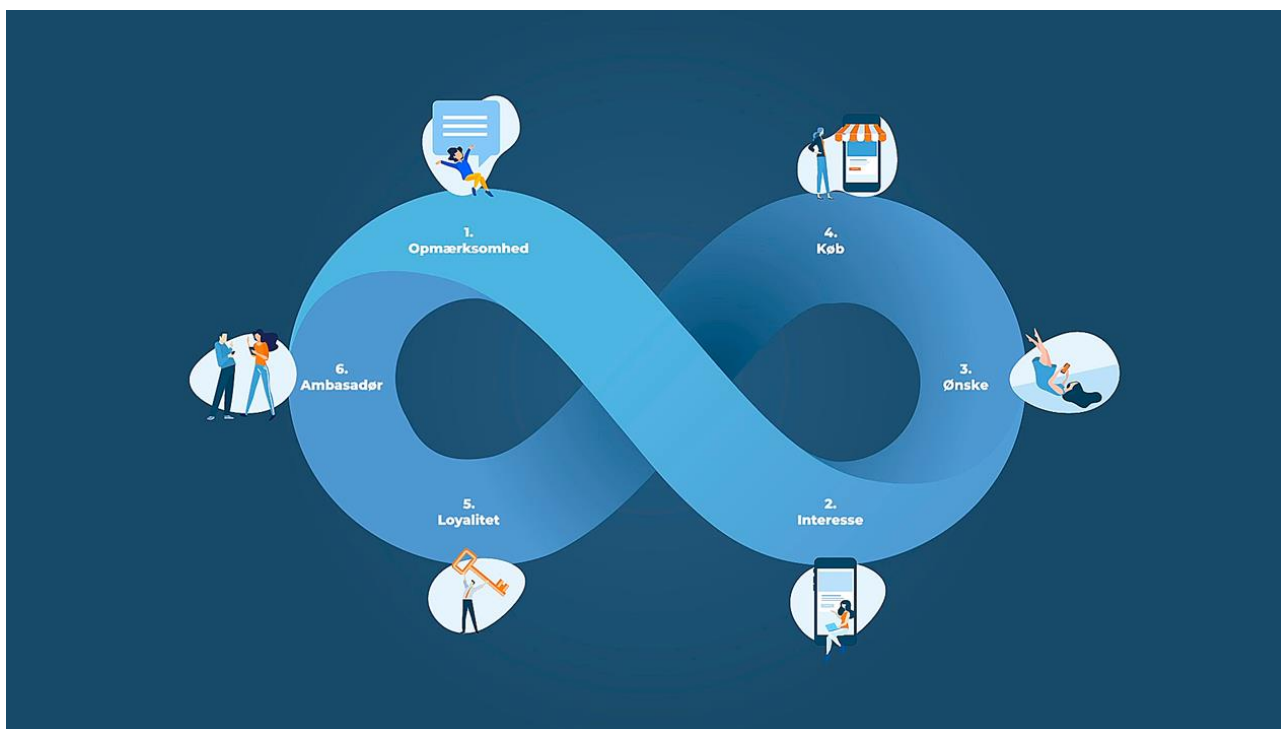 1.
Opmærksomhed
2.
Interesse
3.
Ønske
4.
Køb
5.
Loyalitet
6.
Ambasadør